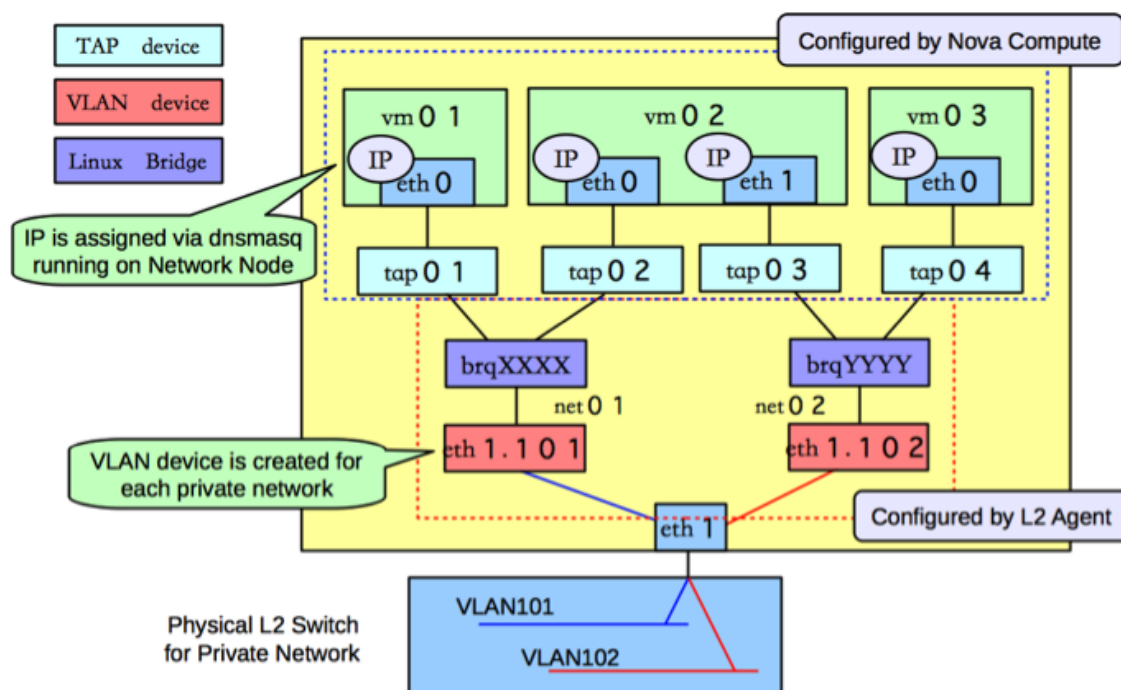 TAP device
Configured by Nova Compute
VLAN device
Linux Bridge
vm01
vm02
vm03
IP
IP
IP
IP
eth0
eth0
eth1
eth0
IP is assigned via dnsmasq
running on Network Node
tap01
tap02
tap03
tap04
brqXXXX
brqYYYY
net01
net02
eth1.101
eth1.102
VLAN device is created for
each private network
Configured by L2 Agent
eth1
Physical L2 Switch
for Private Network
VLAN101
VLAN102